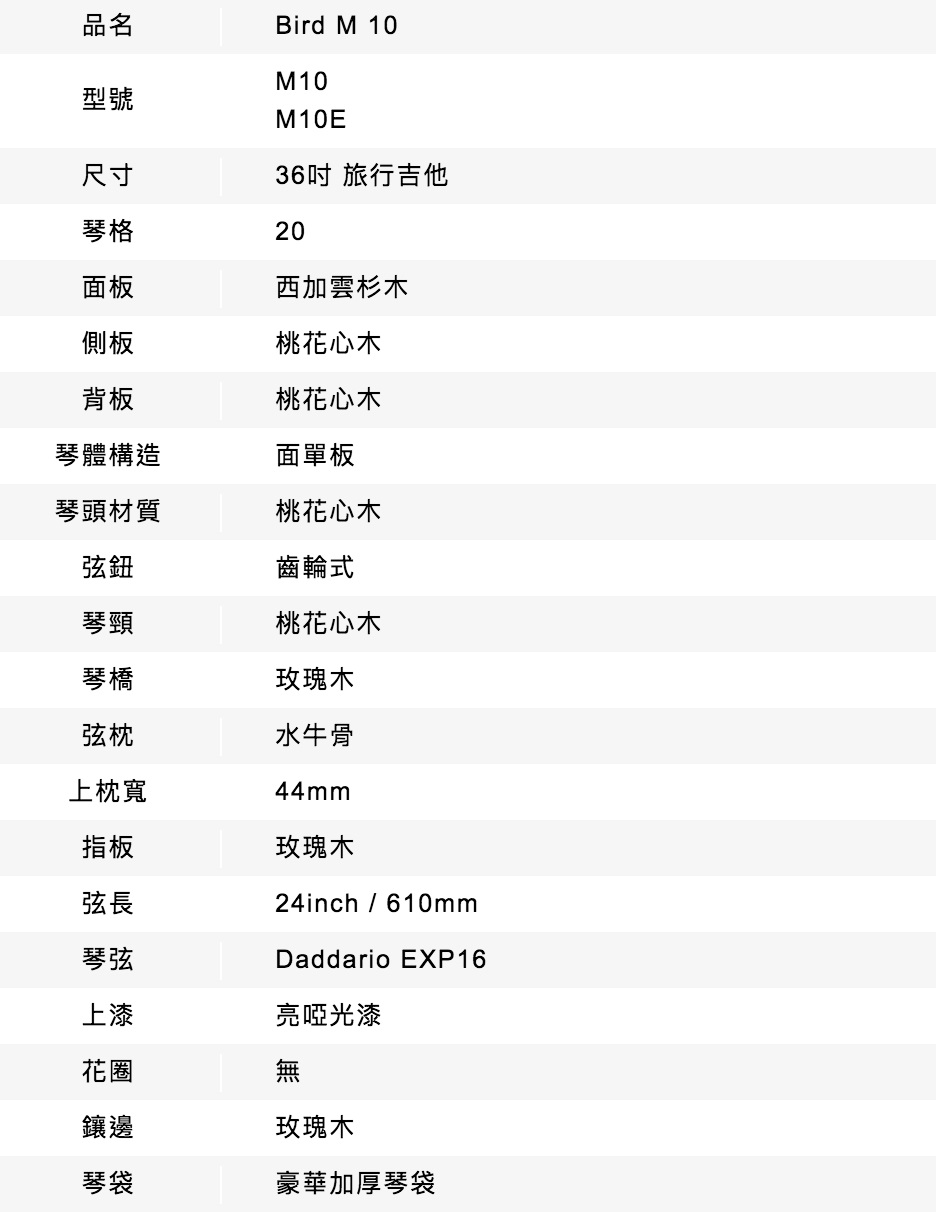 品名 Bird M 10
型號 M10
M10E
尺寸 36吋 旅行吉他
琴格 20
面板 西加雲杉木
側板 桃花心木
背板 桃花心木
琴體構造 面單板
琴頭材質 桃花心木
弦鈕 齒輪式
琴頸 桃花心木
琴橋 玫瑰木
弦枕 水牛骨
上枕寬 44mm
指板 玫瑰木
弦長 24inch / 610mm
琴弦 Daddario EXP16
上漆 亮啞光漆
花圈 無
鑲邊 玫瑰木
琴袋 豪華加厚琴袋